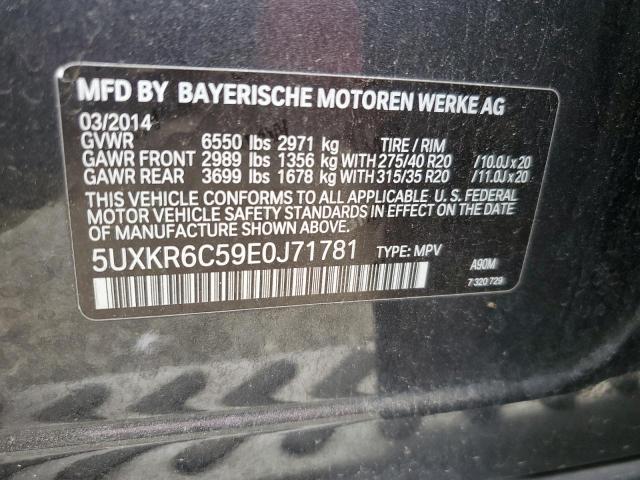 MFD BY BAYERISCHE MOTOREN WERKE AG
03/2014
GVWR 6550 lbs 2971 kg TIRE / RIM
GAWR FRONT 2989 lbs 1356 kg WITH 275/40 R20 /10.0J x 20
GAWR REAR 3699 lbs 1678 kg WITH 315/35 R20 /11.0J x 20
THIS VEHICLE CONFORMS TO ALL APPLICABLE U. S. FEDERAL
MOTOR VEHICLE SAFETY STANDARDS IN EFFECT ON THE DATE
OF MANUFACTURE SHOWN ABOVE.
5UXKR6C59E0J71781 TYPE: MPV
A90M
7 320 729